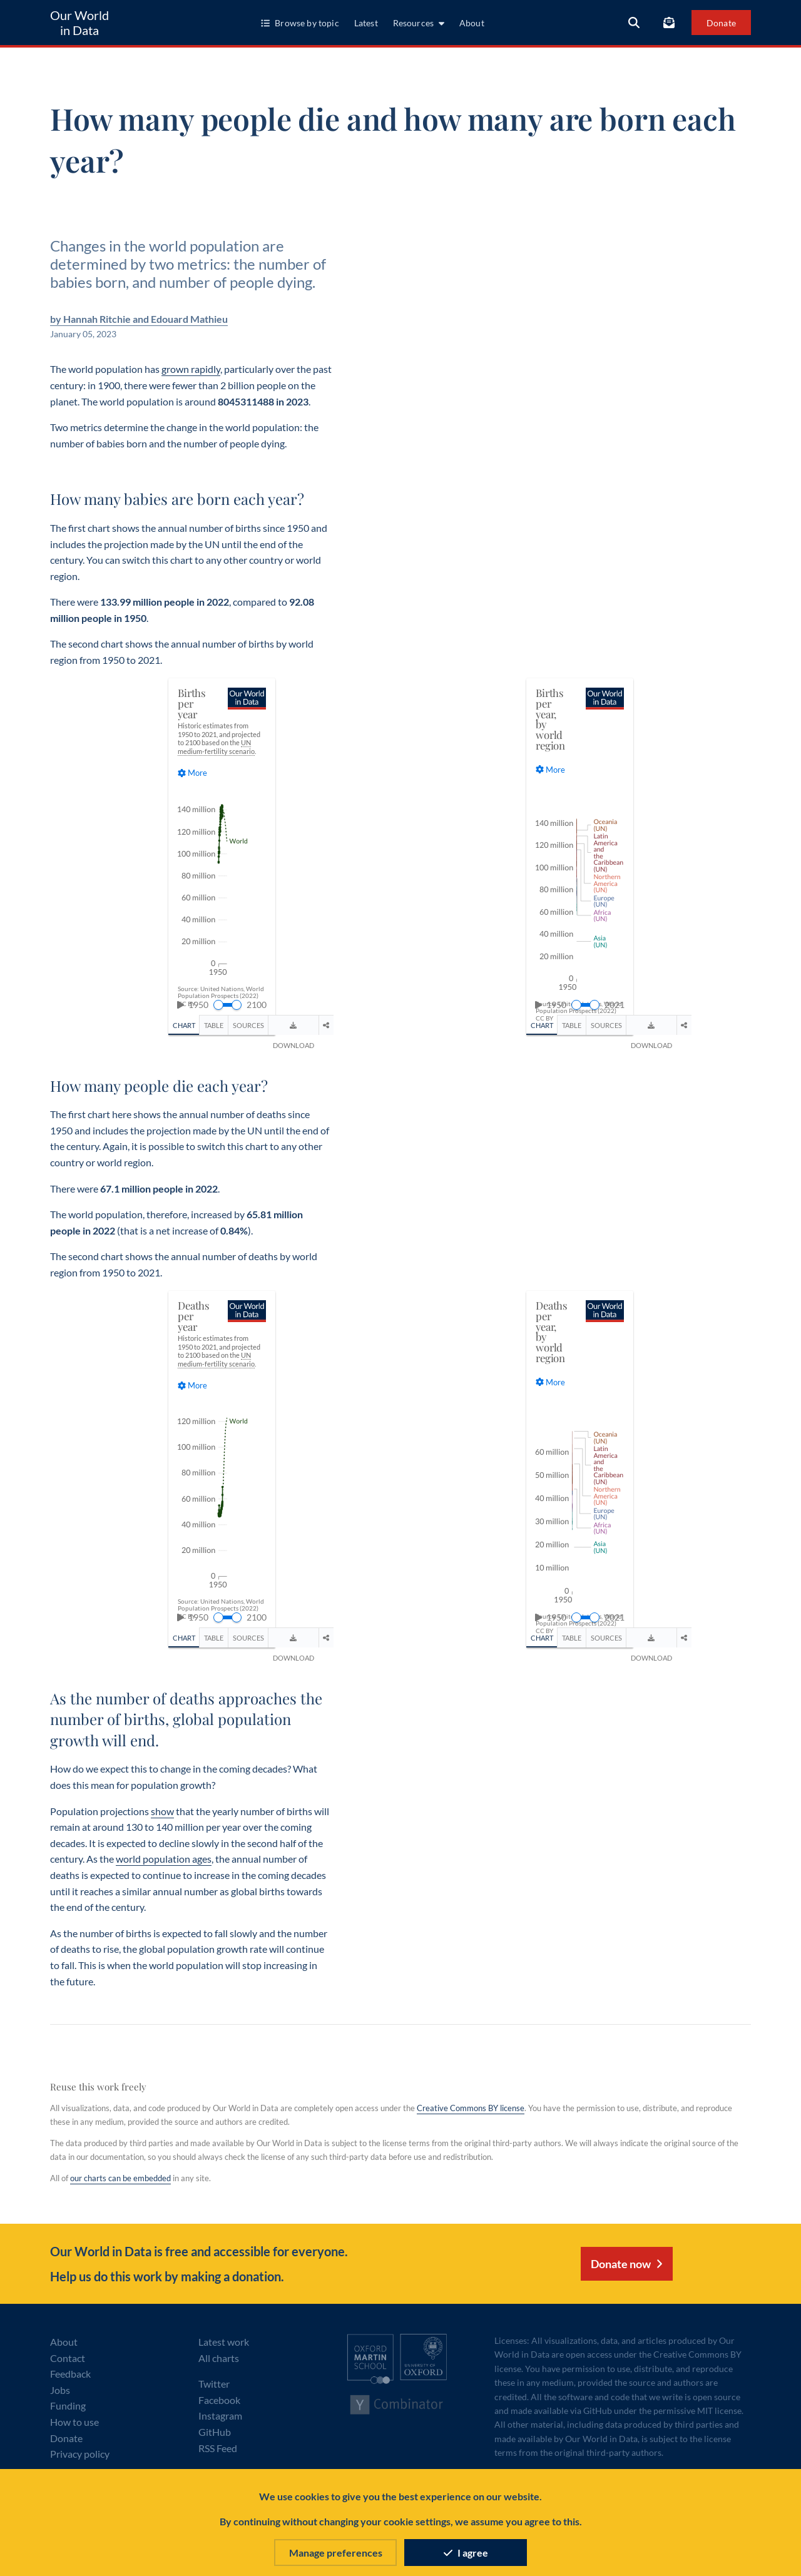 Our World
in Data
Browse by topic
Latest
Resources
About
Donate
How many people die and how many are born each
year?
Changes in the world population are
determined by two metrics: the number of
babies born, and number of people dying.
by Hannah Ritchie and Edouard Mathieu
January 05, 2023
The world population has grown rapidly, particularly over the past
century: in 1900, there were fewer than 2 billion people on the
planet. The world population is around 8045311488 in 2023.
Two metrics determine the change in the world population: the
number of babies born and the number of people dying.
How many babies are born each year?
The first chart shows the annual number of births since 1950 and
includes the projection made by the UN until the end of the
century. You can switch this chart to any other country or world
region.
There were 133.99 million people in 2022, compared to 92.08
million people in 1950.
The second chart shows the annual number of births by world
region from 1950 to 2021.
Births
per
year
Our World
in Data
Historic estimates from
1950 to 2021, and projected
to 2100 based on the UN
medium-fertility scenario.
More
140 million
120 million
100 million
80 million
60 million
40 million
20 million
0
1950
World
Source: United Nations, World
Population Prospects (2022)
1950
2100
CHART
TABLE
SOURCES
DOWNLOAD
Births
per
year,
by
world
region
Our World
in Data
More
140 million
120 million
100 million
80 million
60 million
40 million
20 million
0
1950
Oceania
(UN)
Latin
America
and
the
Caribbean
(UN)
Northern
America
(UN)
Europe
(UN)
Africa
(UN)
Asia
(UN)
1950
2021
Population Prospects (2022)
CC BY
CHART
TABLE
SOURCES
DOWNLOAD
How many people die each year?
The first chart here shows the annual number of deaths since
1950 and includes the projection made by the UN until the end of
the century. Again, it is possible to switch this chart to any other
country or world region.
There were 67.1 million people in 2022.
The world population, therefore, increased by 65.81 million
people in 2022 (that is a net increase of 0.84%).
The second chart shows the annual number of deaths by world
region from 1950 to 2021.
Deaths
per
year
Our World
in Data
Historic estimates from
1950 to 2021, and projected
to 2100 based on the UN
medium-fertility scenario.
More
120 million
100 million
80 million
60 million
40 million
20 million
0
1950
World
Source: United Nations, World
Population Prospects (2022)
1950
2100
CHART
TABLE
SOURCES
DOWNLOAD
Deaths
per
year,
by
world
region
Our World
in Data
More
60 million
50 million
40 million
30 million
20 million
10 million
0
1950
Oceania
(UN)
Latin
America
and
the
Caribbean
(UN)
Northern
America
(UN)
Europe
(UN)
Africa
(UN)
Asia
(UN)
1950
2021
Population Prospects (2022)
CC BY
CHART
TABLE
SOURCES
DOWNLOAD
As the number of deaths approaches the
number of births, global population
growth will end.
How do we expect this to change in the coming decades? What
does this mean for population growth?
Population projections show that the yearly number of births will
remain at around 130 to 140 million per year over the coming
decades. It is expected to decline slowly in the second half of the
century. As the world population ages, the annual number of
deaths is expected to continue to increase in the coming decades
until it reaches a similar annual number as global births towards
the end of the century.
As the number of births is expected to fall slowly and the number
of deaths to rise, the global population growth rate will continue
to fall. This is when the world population will stop increasing in
the future.
Reuse this work freely
All visualizations, data, and code produced by Our World in Data are completely open access under the Creative Commons BY license. You have the permission to use, distribute, and reproduce
these in any medium, provided the source and authors are credited.
The data produced by third parties and made available by Our World in Data is subject to the license terms from the original third-party authors. We will always indicate the original source of the
data in our documentation, so you should always check the license of any such third-party data before use and redistribution.
All of our charts can be embedded in any site.
Our World in Data is free and accessible for everyone.
Help us do this work by making a donation.
Donate now
About
Contact
Feedback
Jobs
Funding
How to use
Donate
Privacy policy
Latest work
All charts
Twitter
Facebook
Instagram
GitHub
RSS Feed
OXFORD
MARTIN
SCHOOL
UNIVERSITY OF
OXFORD
Y Combinator
Licenses: All visualizations, data, and articles produced by Our
World in Data are open access under the Creative Commons BY
license. You have permission to use, distribute, and reproduce
these in any medium, provided the source and authors are
credited. All the software and code that we write is open source
and made available via GitHub under the permissive MIT license.
All other material, including data produced by third parties and
made available by Our World in Data, is subject to the license
terms from the original third-party authors.
We use cookies to give you the best experience on our website.
By continuing without changing your cookie settings, we assume you agree to this.
Manage preferences
I agree